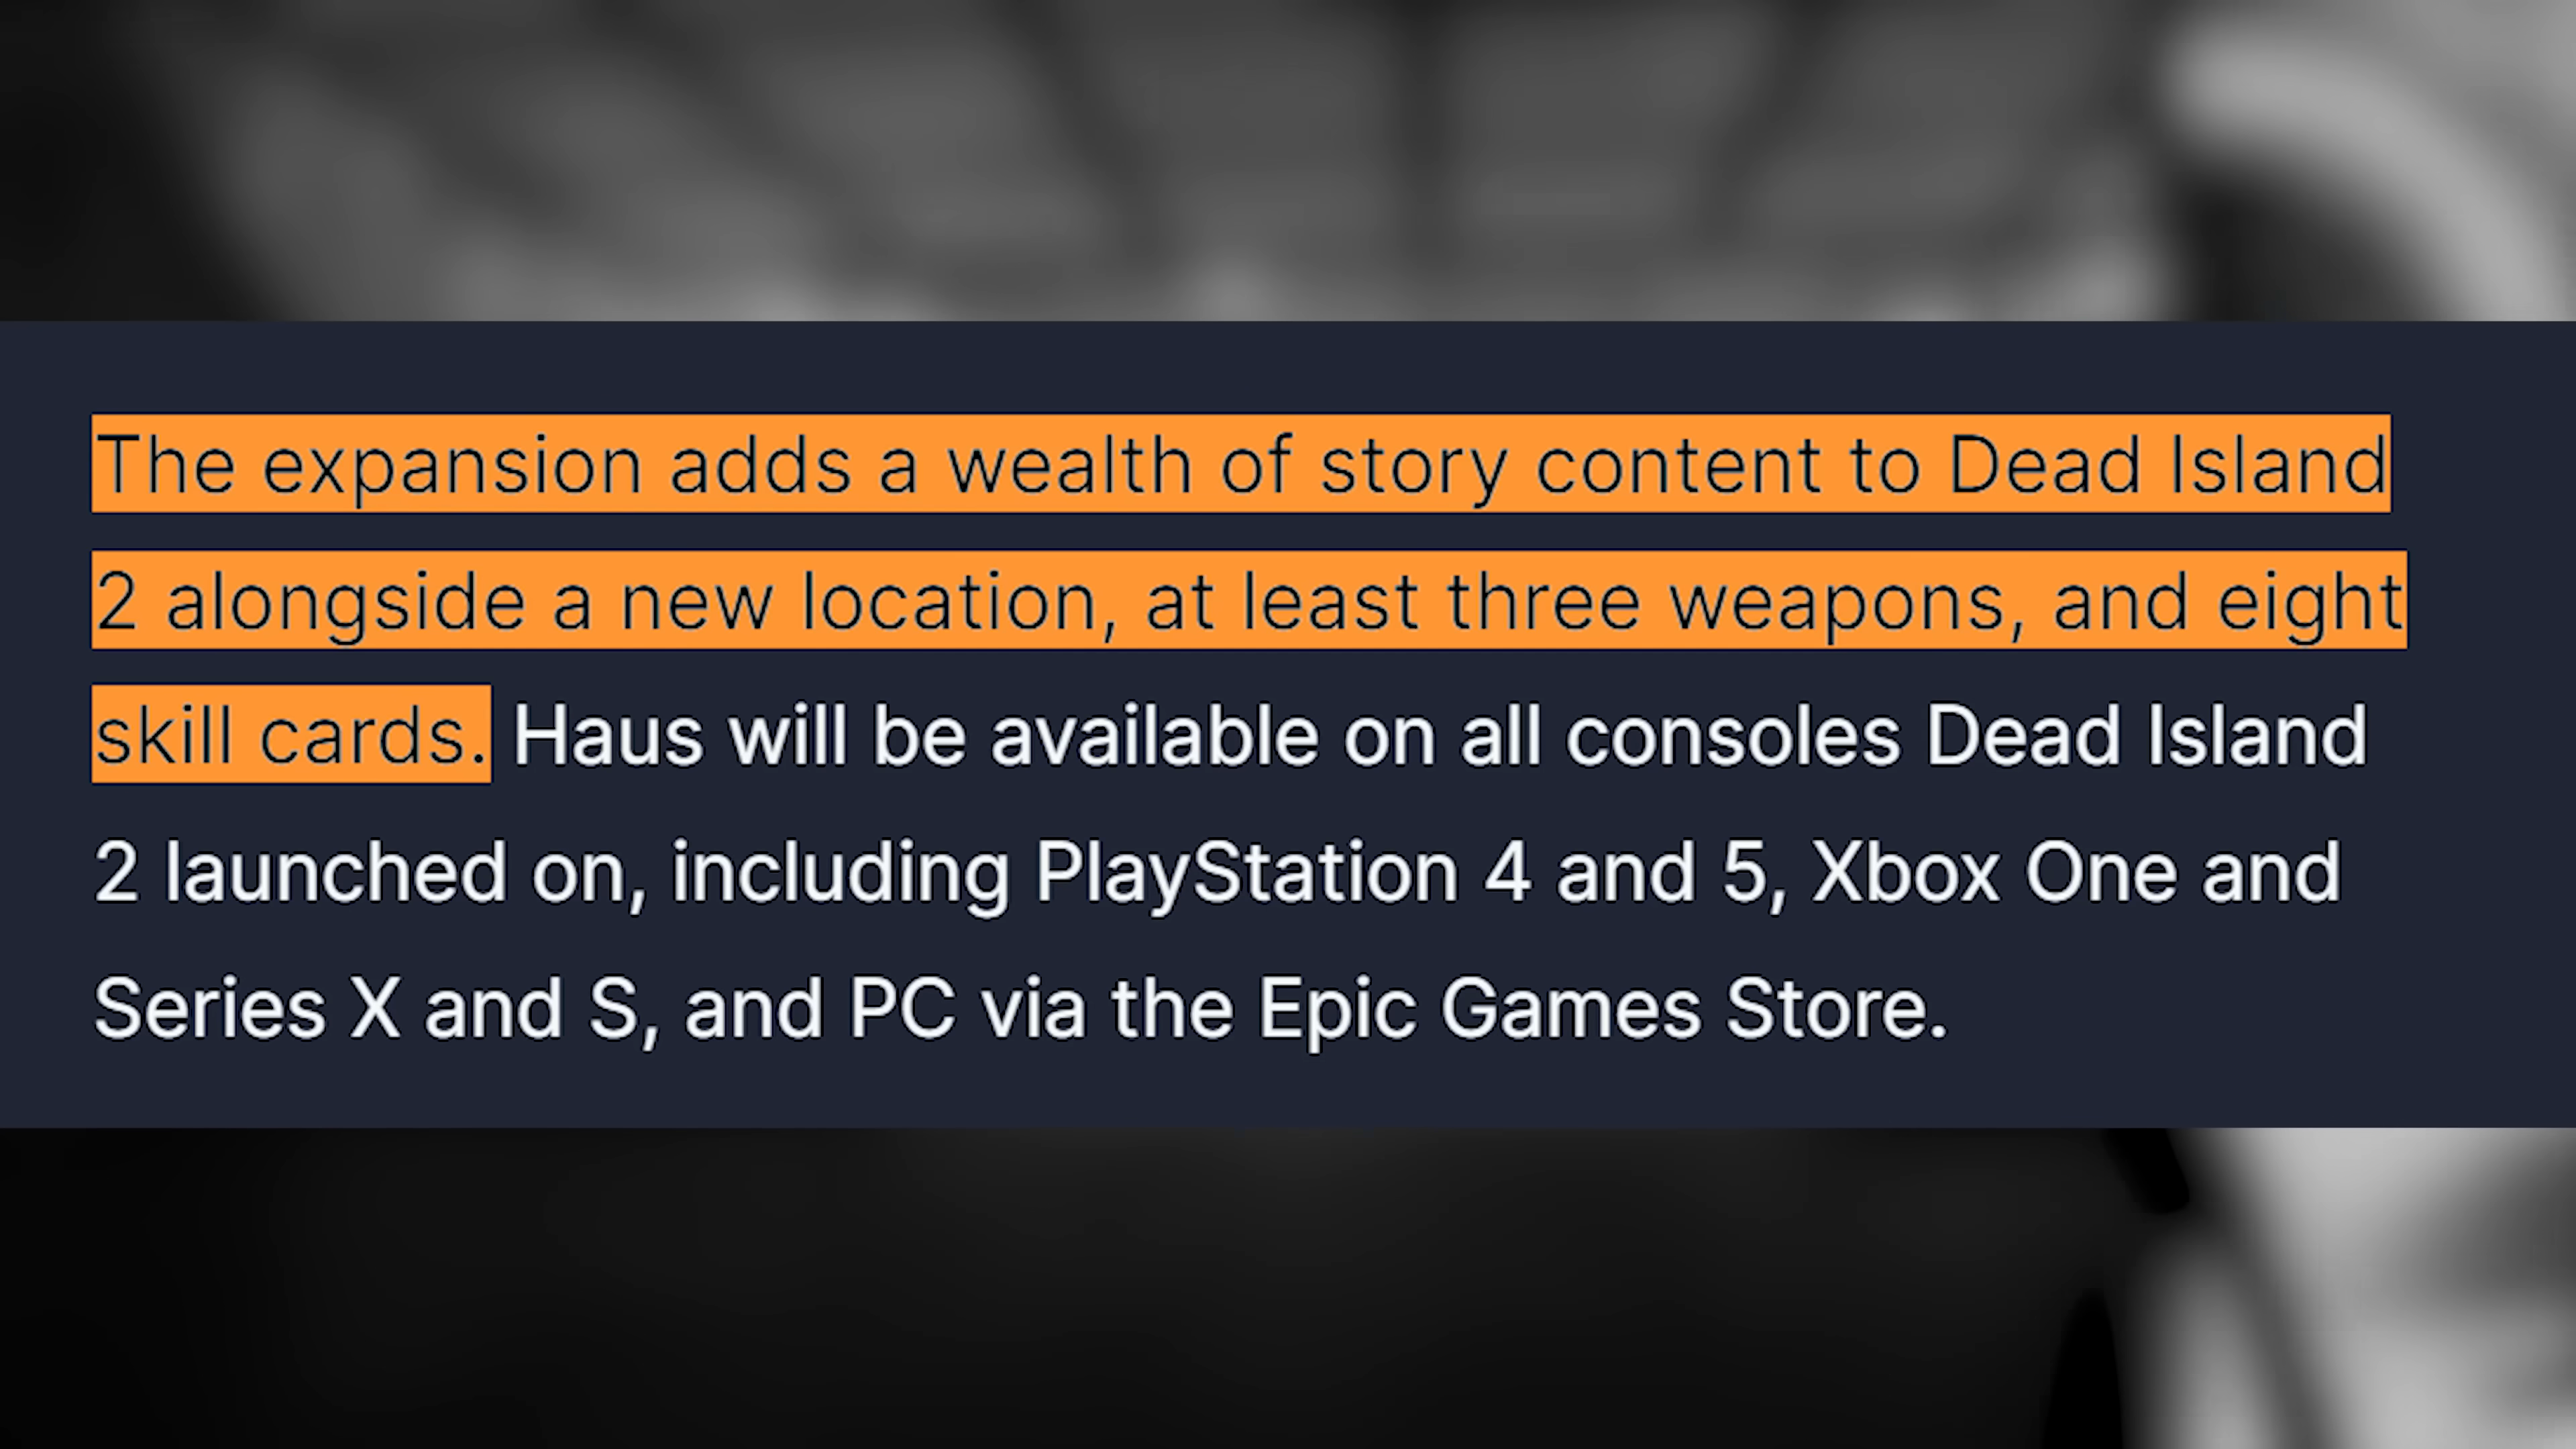 The expansion adds a wealth of story content to Dead Island
2 alongside a new location, at least three weapons, and eight
skill cards. Haus will be available on all consoles Dead Island
2 launched on, including PlayStation 4 and 5, Xbox One and
Series X and S, and PC via the Epic Games Store.